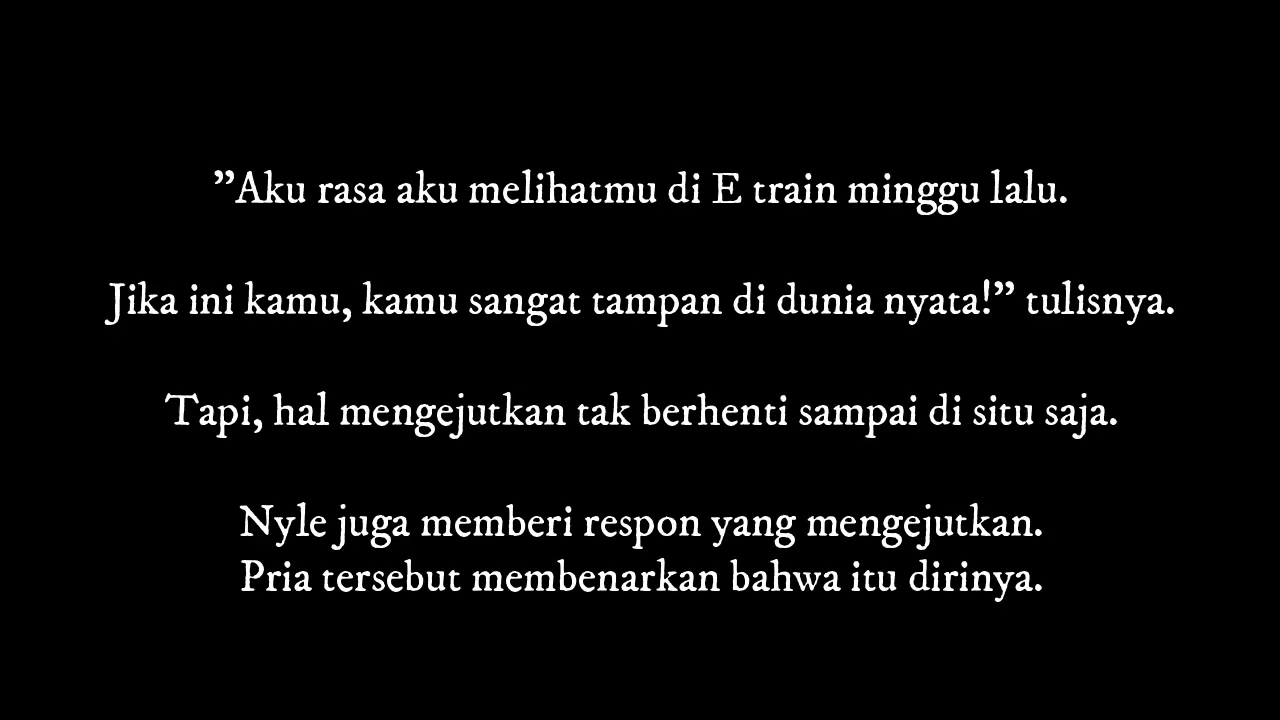 ”Aku rasa aku melihatmu di E train minggu lalu.
Jika ini kamu, kamu sangat tampan di dunia nyata!” tulisnya.
Tapi, hal mengejutkan tak berhenti sampai di situ saja.
Nyle juga memberi respon yang mengejutkan.
Pria tersebut membenarkan bahwa itu dirinya.